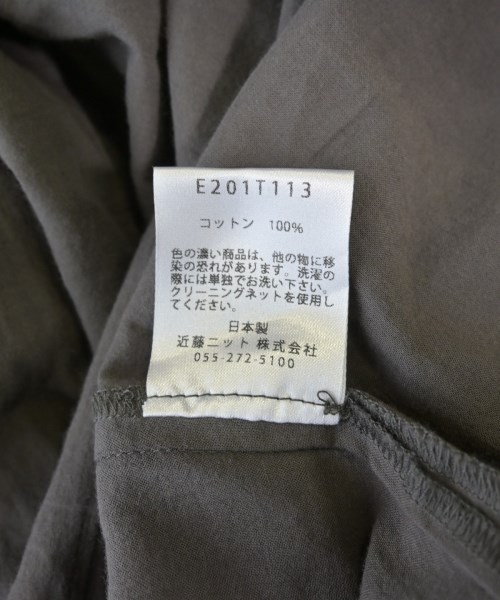 E201T113
コットン 100%
色の濃い商品は、他の物に移
染の恐れがあります。洗濯の
際には単独でお洗い下さい。
クリーニングネットを使用し
てください。
日本製
近藤ニット 株式会社
055-272-5100